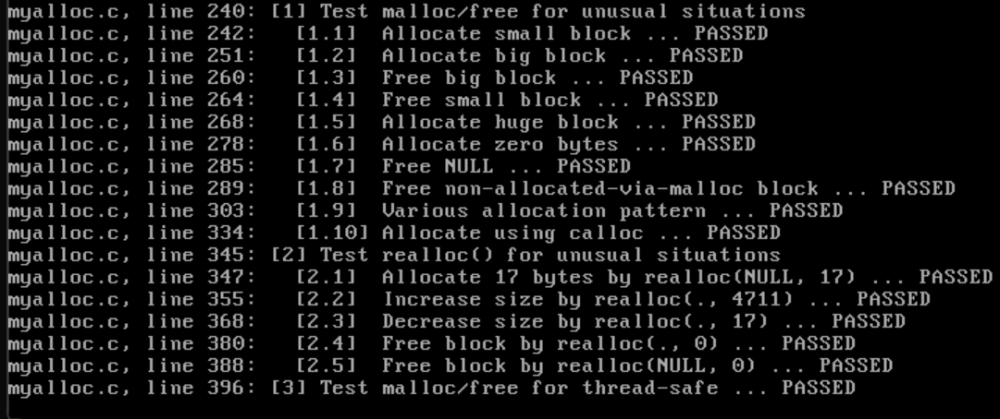 myalloc.c, line 240: [1] Test malloc/free for unusual situations
myalloc.c, line 242:   [1.1]  Allocate small block ... PASSED
myalloc.c, line 251:   [1.2]  Allocate big block ... PASSED
myalloc.c, line 260:   [1.3]  Free big block ... PASSED
myalloc.c, line 264:   [1.4]  Free small block ... PASSED
myalloc.c, line 268:   [1.5]  Allocate huge block ... PASSED
myalloc.c, line 278:   [1.6]  Allocate zero bytes ... PASSED
myalloc.c, line 285:   [1.7]  Free NULL ... PASSED
myalloc.c, line 289:   [1.8]  Free non-allocated-via-malloc block ... PASSED
myalloc.c, line 303:   [1.9]  Various allocation pattern ... PASSED
myalloc.c, line 334:   [1.10] Allocate using calloc ... PASSED
myalloc.c, line 345: [2] Test realloc() for unusual situations
myalloc.c, line 347:   [2.1]  Allocate 17 bytes by realloc(NULL, 17) ... PASSED
myalloc.c, line 355:   [2.2]  Increase size by realloc(., 4711) ... PASSED
myalloc.c, line 368:   [2.3]  Decrease size by realloc(., 17) ... PASSED
myalloc.c, line 380:   [2.4]  Free block by realloc(., 0) ... PASSED
myalloc.c, line 388:   [2.5]  Free block by realloc(NULL, 0) ... PASSED
myalloc.c, line 396: [3] Test malloc/free for thread-safe ... PASSED